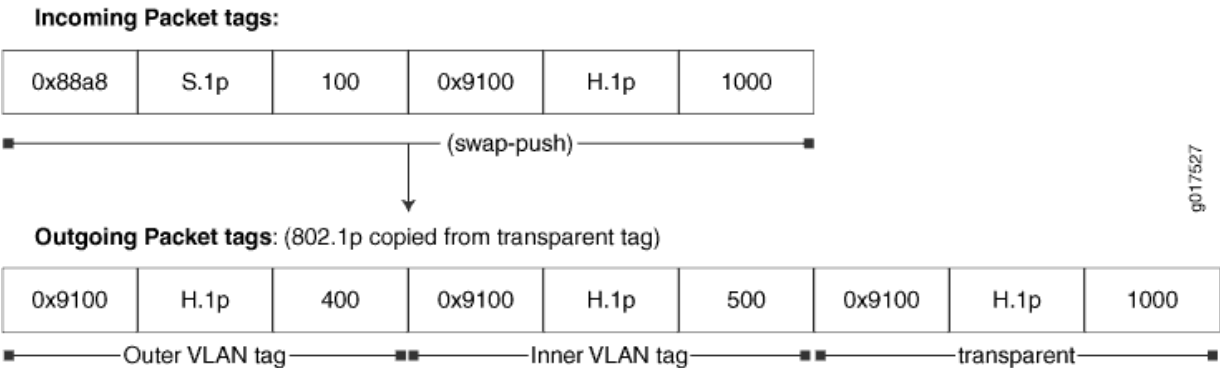 Incoming Packet tags:
0x88a8 S.1p 100 0x9100 H.1p 1000
(swap-push)
g017527
Outgoing Packet tags: (802.1p copied from transparent tag)
0x9100 H.1p 400 0x9100 H.1p 500 0x9100 H.1p 1000
Outer VLAN tag Inner VLAN tag transparent